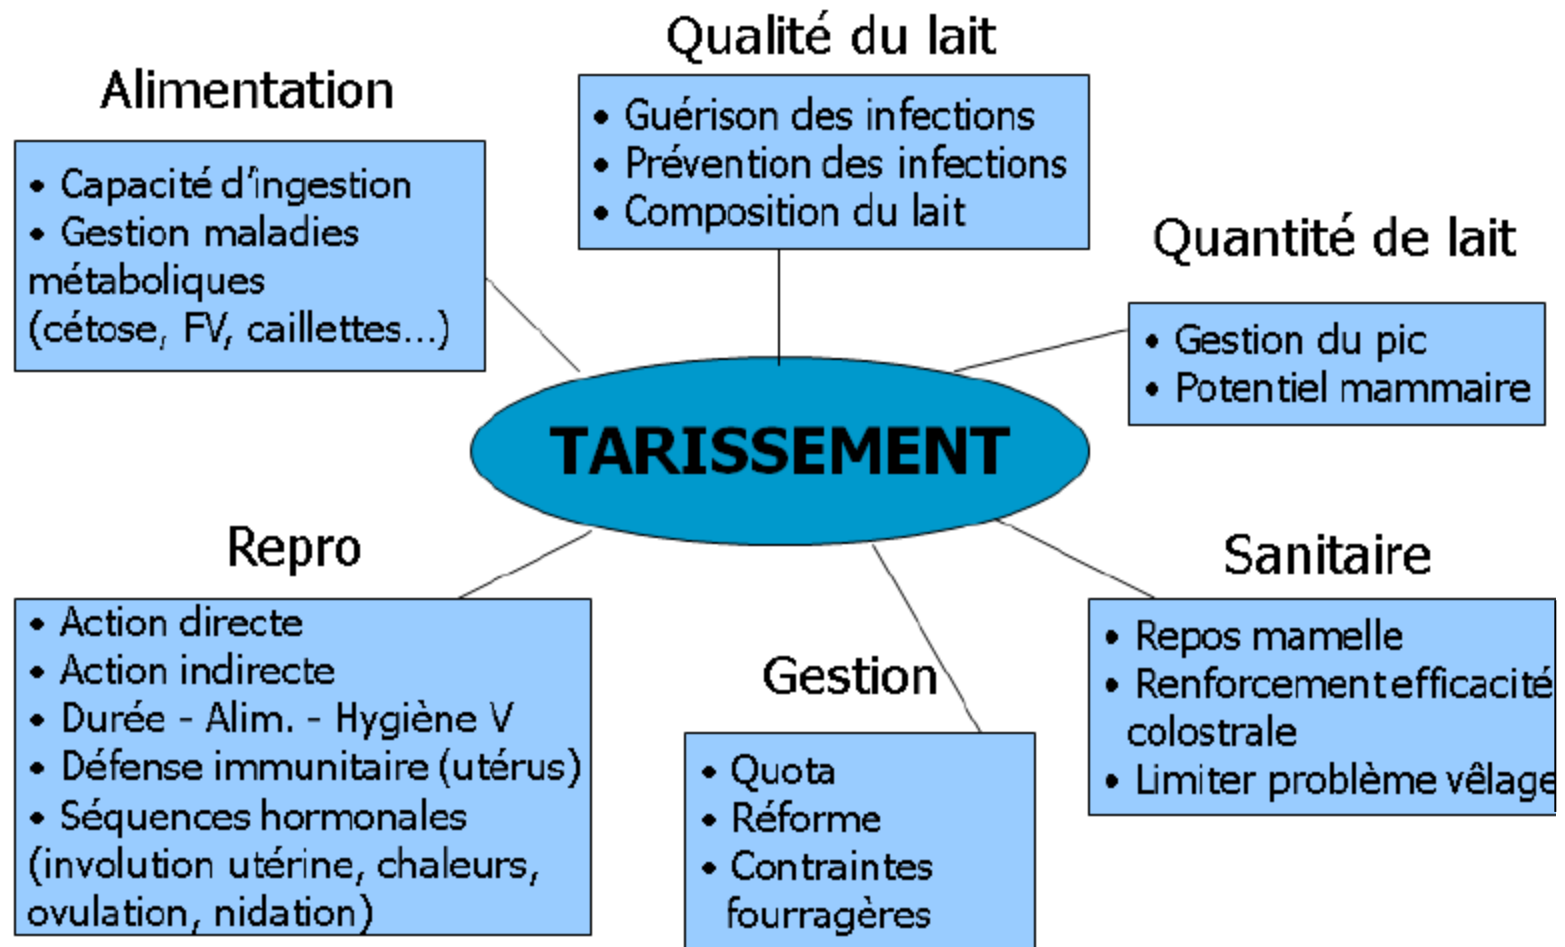 Qualité du lait
• Guérison des infections
• Prévention des infections
• Composition du lait
Alimentation
• Capacité d'ingestion
• Gestion maladies
métaboliques
(cétose, FV, caillettes...)
Quantité de lait
• Gestion du pic
• Potentiel mammaire
TARISSEMENT
Repro
• Action directe
• Action indirecte
• Durée - Alim. - Hygiène V
• Défense immunitaire (utérus)
• Séquences hormonales
(involution utérine, chaleurs,
ovulation, nidation)
Gestion
• Quota
• Réforme
• Contraintes
fourragères
Sanitaire
• Repos mamelle
• Renforcement efficacité
colostrale
• Limiter problème vêlage